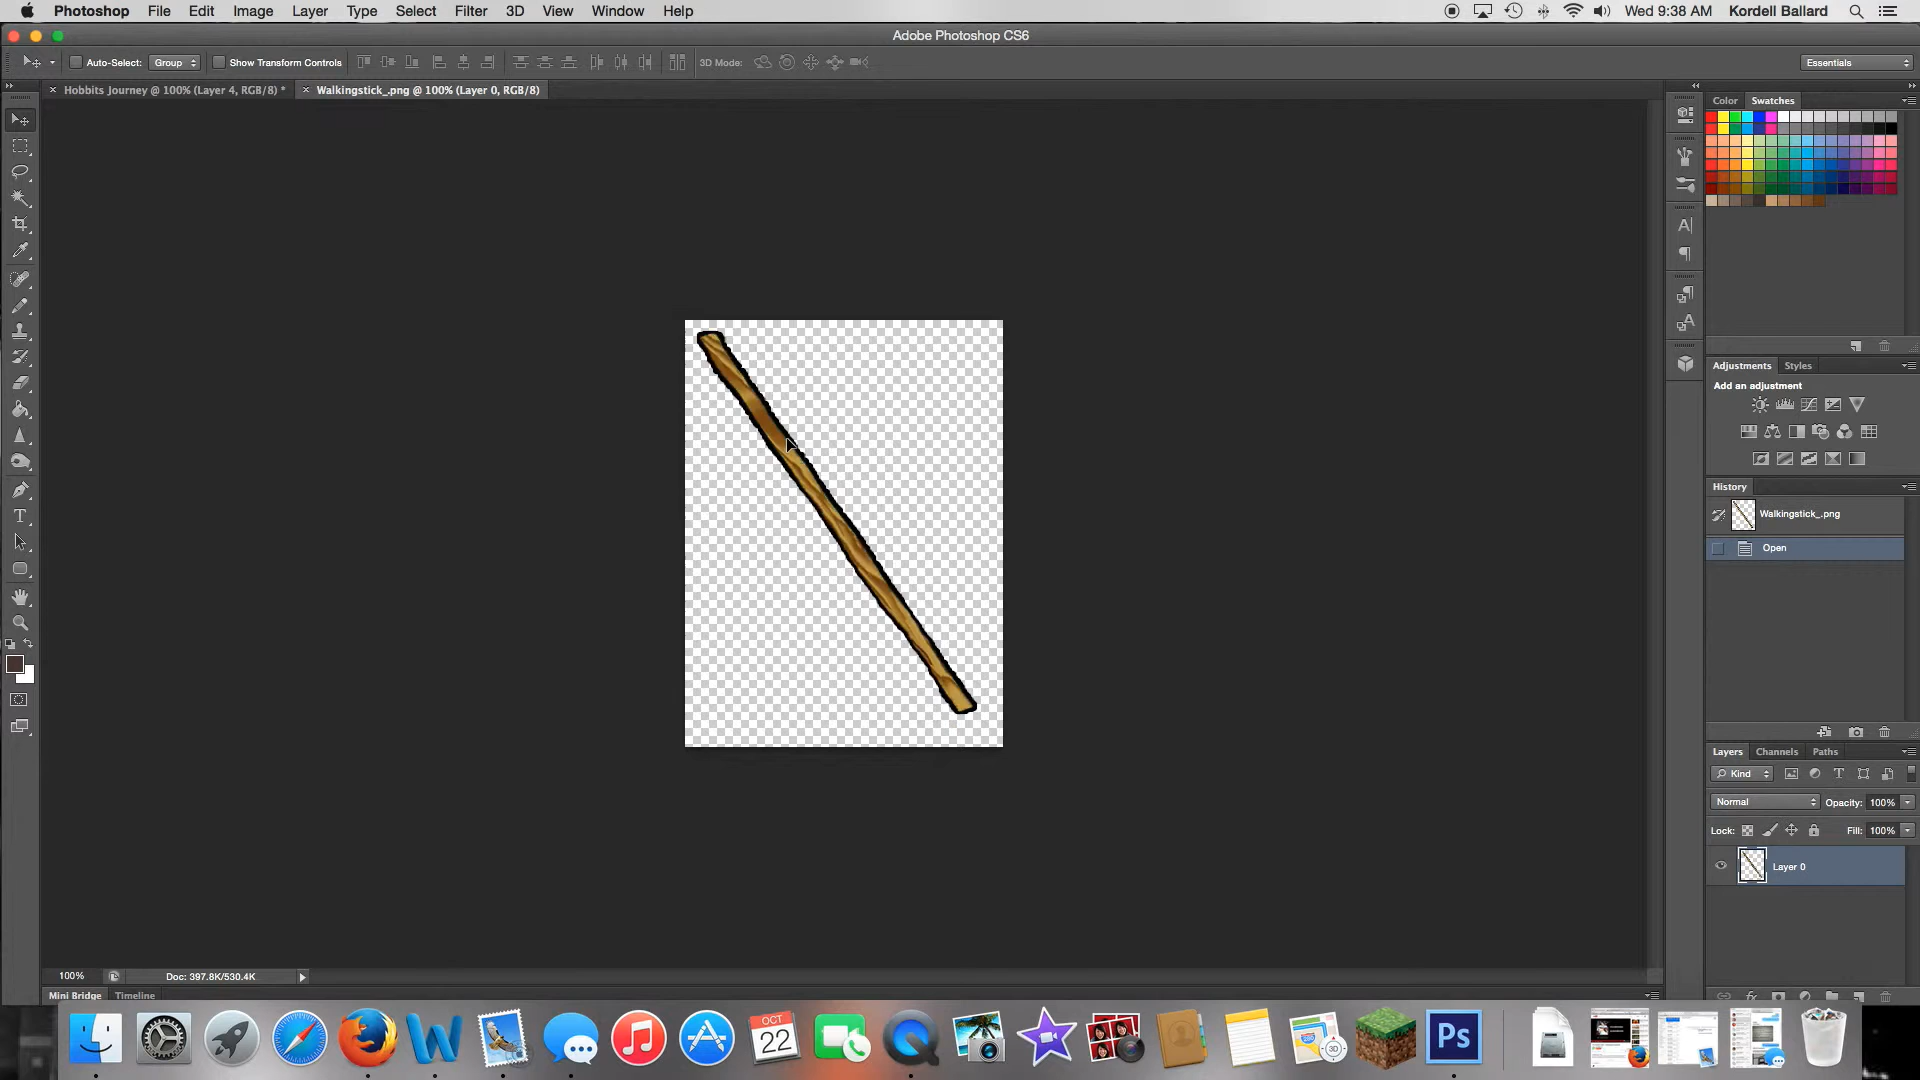 Photoshop File Edit Image Layer Type Select Filter 3D View Window Help Wed 9:38 AM Kordell Ballard
Adobe Photoshop CS6
Auto-Select: Group Show Transform Controls 3D Mode: Essentials
Hobbits Journey @ 100% (Layer 4, RGB/8) * Walkingstick_.png @ 100% (Layer 0, RGB/8)
Color Swatches
Adjustments Styles
Add an adjustment
History
Walkingstick_.png
Open
Layers Channels Paths
Kind
Normal Opacity: 100%
Lock: Fill: 100%
Layer 0
100% Doc: 397.8K/530.4K
Mini Bridge Timeline
OCT
22
3D
Ps